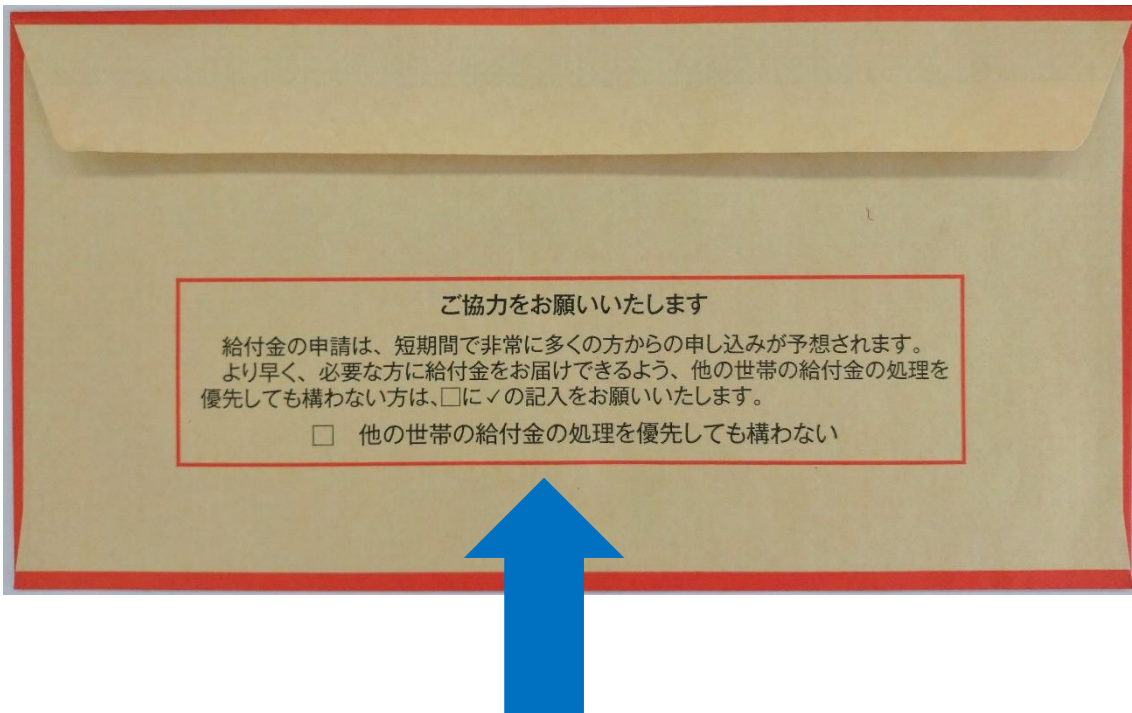 ご協力をお願いいたします
給付金の申請は、短期間で非常に多くの方からの申し込みが予想されます。
より早く、必要な方に給付金をお届けできるよう、他の世帯の給付金の処理を
優先しても構わない方は、□に✓の記入をお願いいたします。
□ 他の世帯の給付金の処理を優先しても構わない